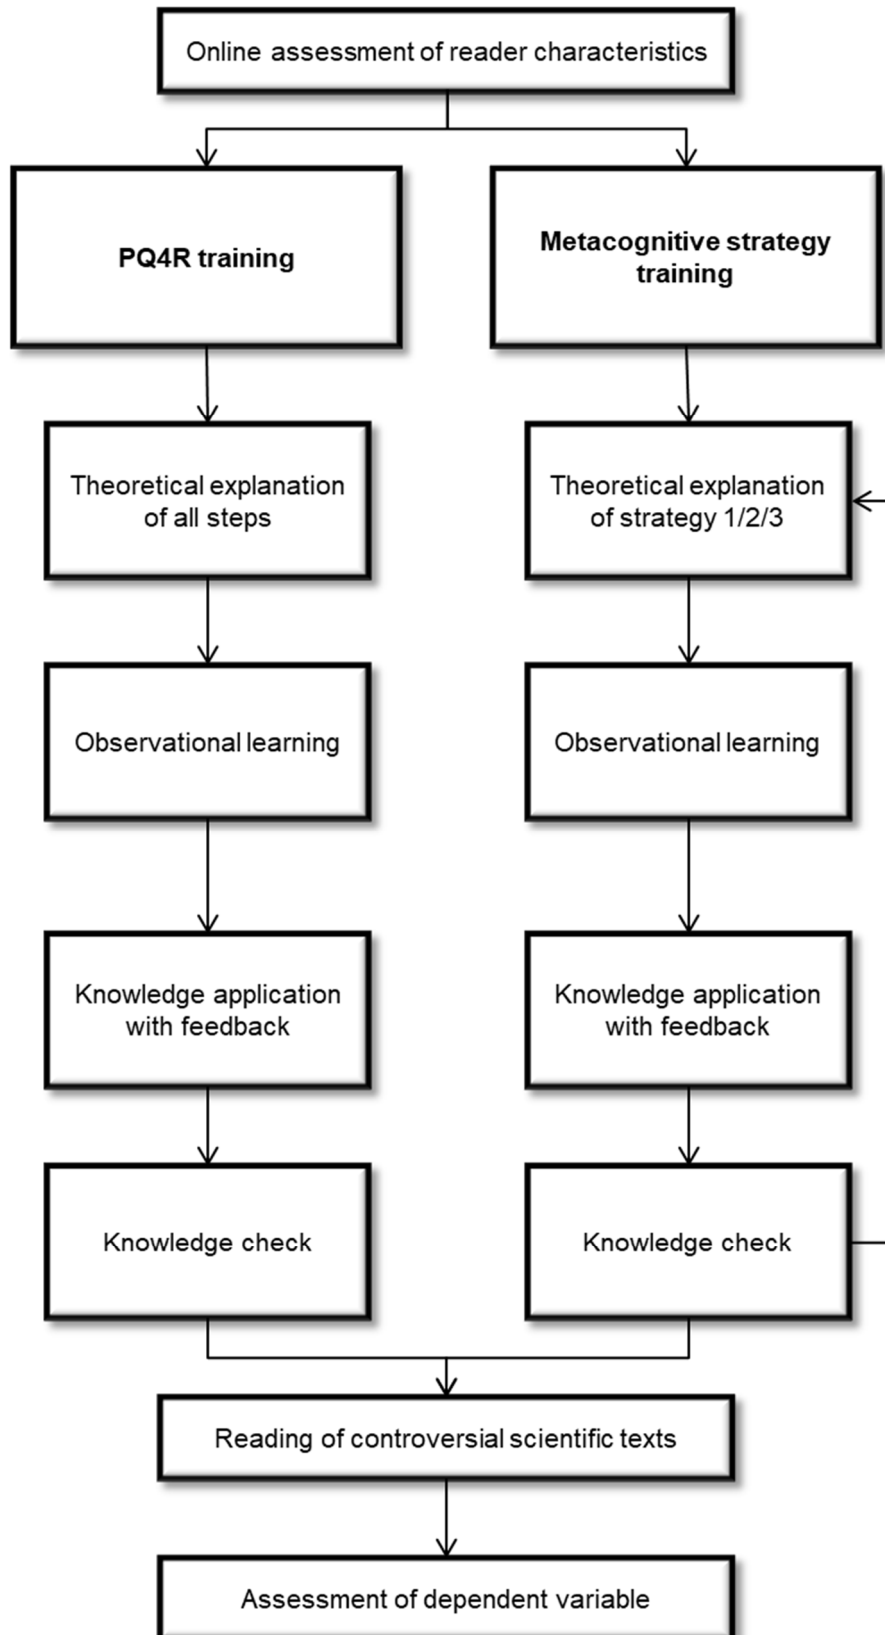 Online assessment of reader characteristics
PQ4R training
Metacognitive strategy
training
Theoretical explanation
of all steps
Theoretical explanation
of strategy 1/2/3
Observational learning
Observational learning
Knowledge application
with feedback
Knowledge application
with feedback
Knowledge check
Knowledge check
Reading of controversial scientific texts
Assessment of dependent variable